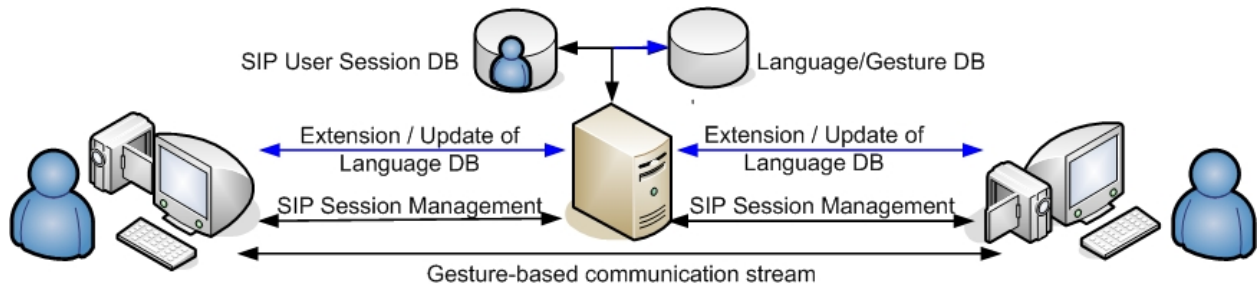 SIP User Session DB
Language/Gesture DB
Extension / Update of
Language DB
Extension / Update of
Language DB
SIP Session Management
SIP Session Management
Gesture-based communication stream